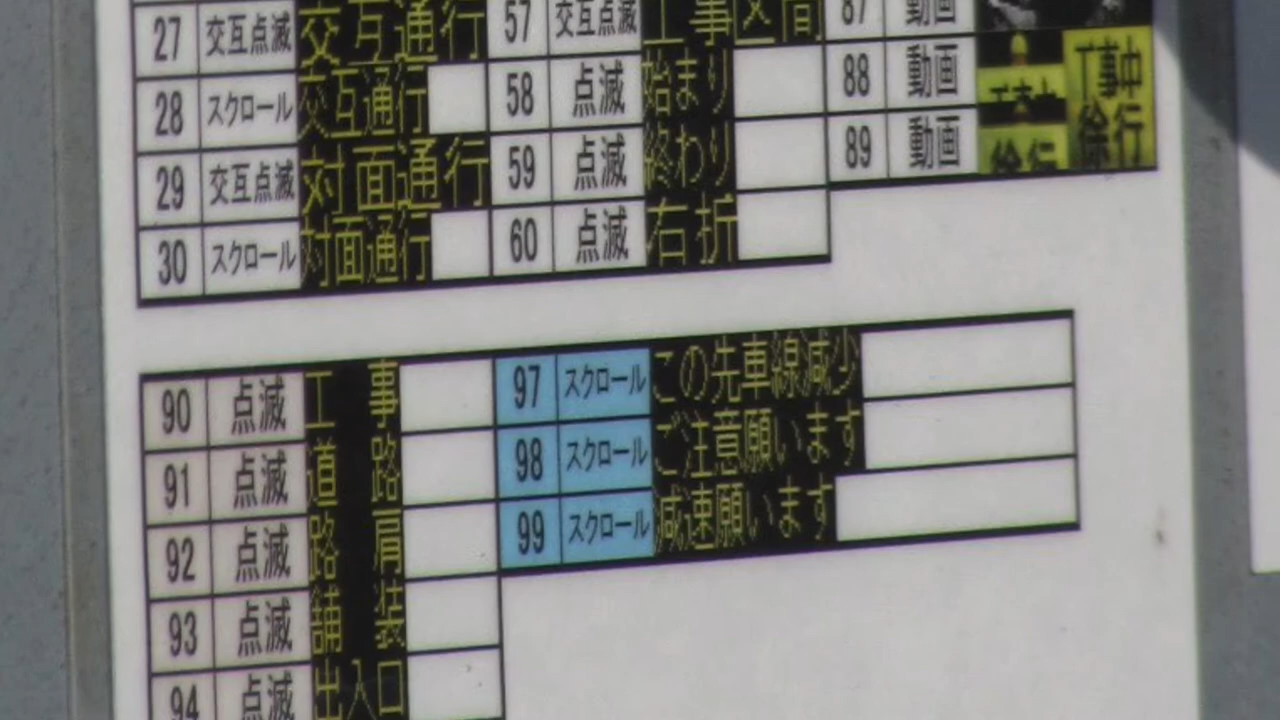 27 交互点滅 交互通行 57 交互点滅 工事区間 87 動画
28 スクロール 交互通行 58 点滅 始まり 88 動画 工事中
29 交互点滅 対面通行 59 点滅 終わり 89 動画 徐行 徐行
30 スクロール 対面通行 60 点滅 右折
90 点滅 工事 97 スクロール この先車線減少
91 点滅 道路 98 スクロール ご注意願います
92 点滅 路肩 99 スクロール 減速願います
93 点滅 舗装
94 点滅 出入口